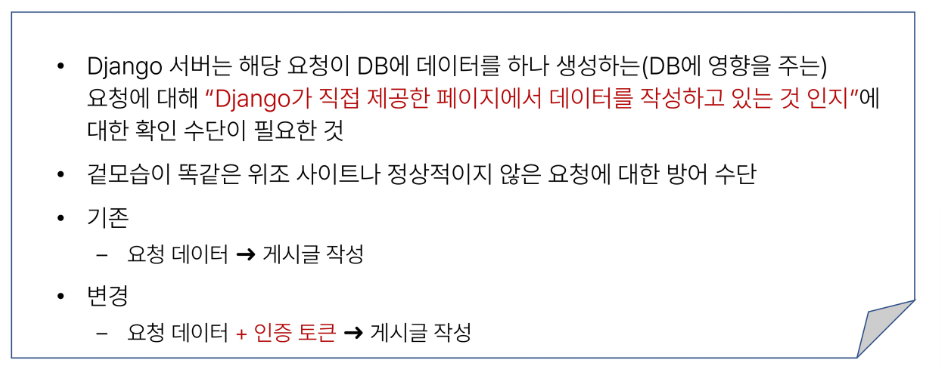 • Django 서버는 해당 요청이 DB에 데이터를 하나 생성하는(DB에 영향을 주는)
요청에 대해 “Django가 직접 제공한 페이지에서 데이터를 작성하고 있는 것 인지”에
대한 확인 수단이 필요한 것
• 겉모습이 똑같은 위조 사이트나 정상적이지 않은 요청에 대한 방어 수단
• 기존
– 요청 데이터 ➜ 게시글 작성
• 변경
– 요청 데이터 + 인증 토큰 ➜ 게시글 작성